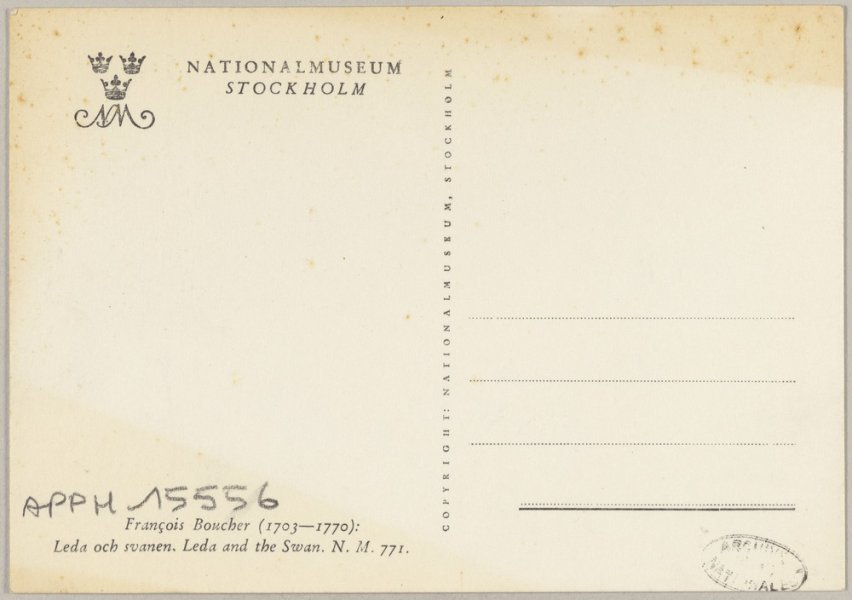 NATIONALMUSEUM
STOCKHOLM
NM
COPYRIGHT: NATIONALMUSEUM, STOCKHOLM
APPH 15556
François Boucher (1703—1770):
Leda och svanen. Leda and the Swan. N. M. 771.